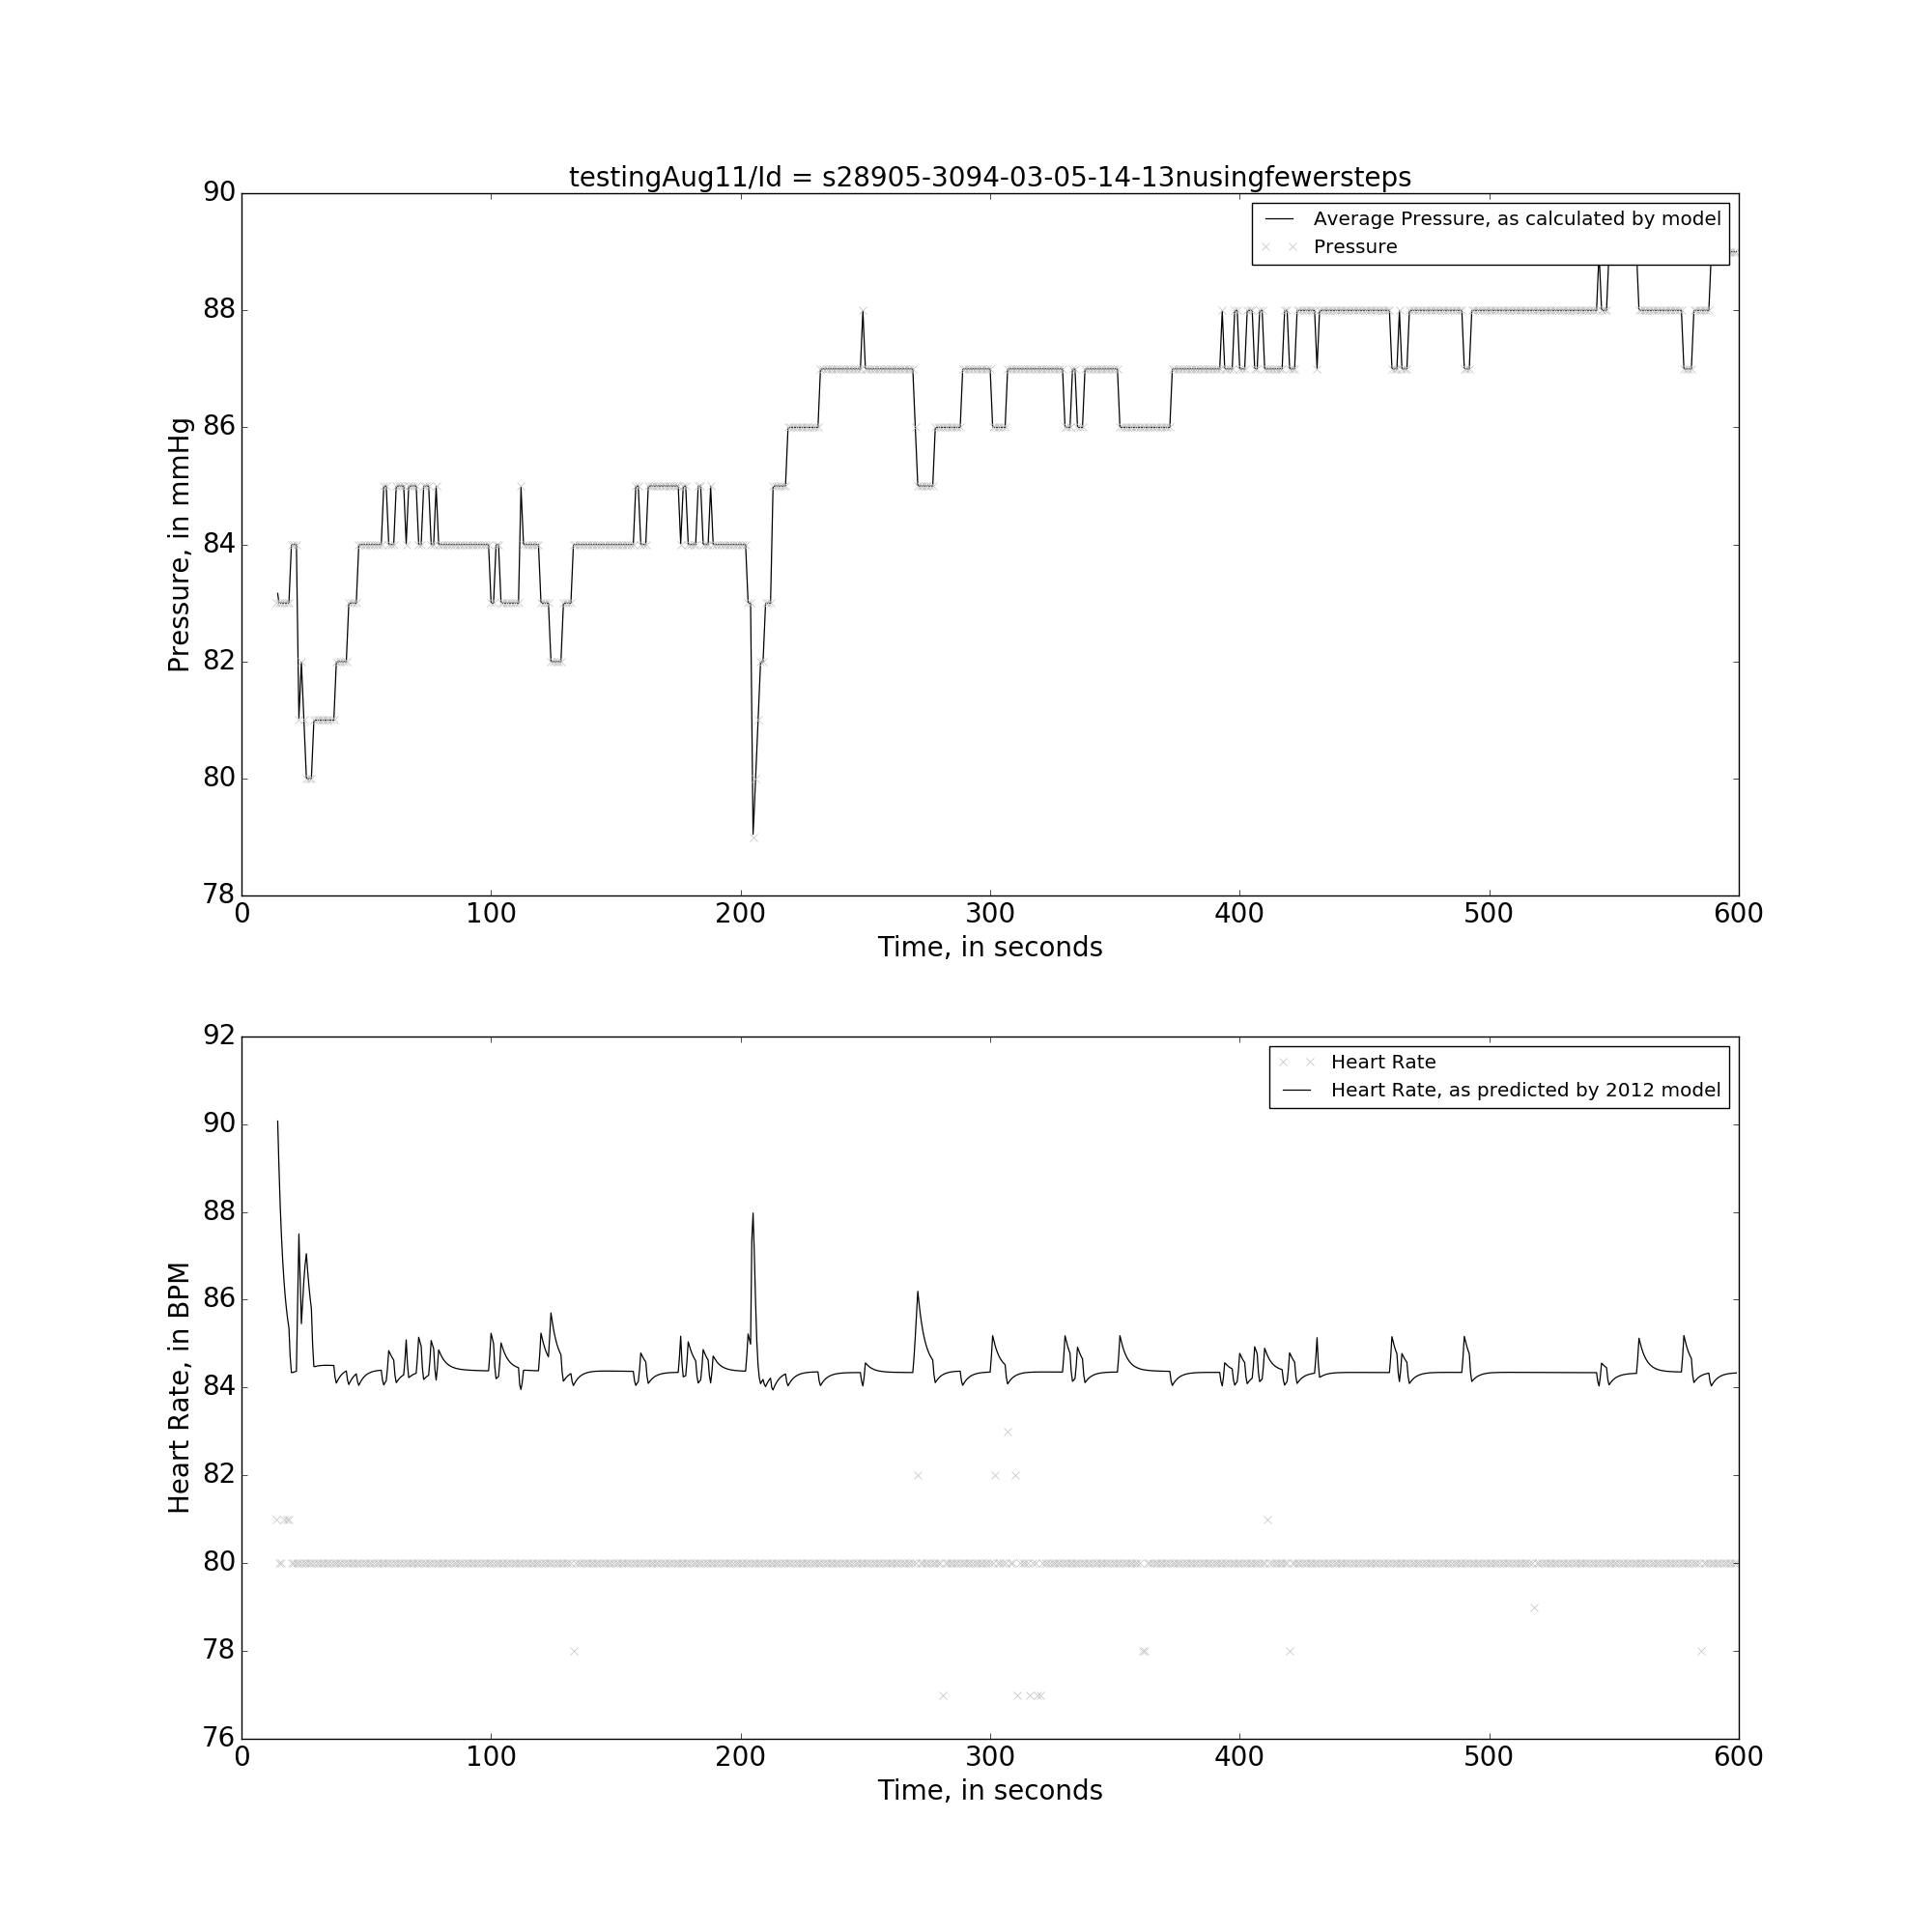 testingAug11/Id = s28905-3094-03-05-14-13nusingfewersteps
90
88
86
84
82
80
78
Pressure, in mmHg
Average Pressure, as calculated by model
Pressure
0 100 200 300 400 500 600
Time, in seconds
92
90
88
86
84
82
80
78
76
Heart Rate, in BPM
Heart Rate
Heart Rate, as predicted by 2012 model
0 100 200 300 400 500 600
Time, in seconds